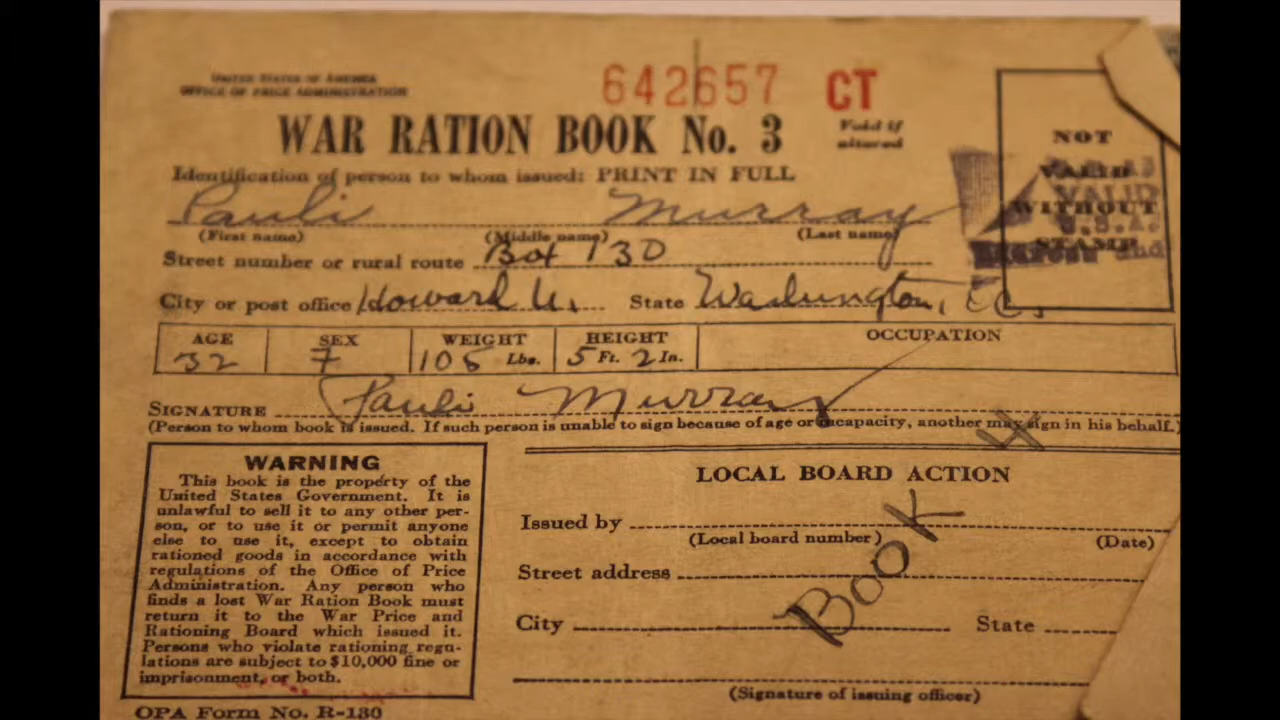 UNITED STATES OF AMERICA
OFFICE OF PRICE ADMINISTRATION
642657 CT
Void if
altered
WAR RATION BOOK No. 3
Identification of person to whom issued: PRINT IN FULL
Pauli Murray
(First name) (Middle name) (Last name)
Street number or rural route Box 130
City or post office Howard U. State Washington, D.C.
AGE SEX WEIGHT HEIGHT OCCUPATION
32 F 105 Lbs. 5 Ft. 2 In.
SIGNATURE Pauli Murray
(Person to whom book is issued. If such person is unable to sign because of age or incapacity, another may sign in his behalf.)
NOT
VALID
WITHOUT
STAMP
VALID
U.S.A.
WARNING
This book is the property of the
United States Government. It is
unlawful to sell it to any other per-
son, or to use it or permit anyone
else to use it, except to obtain
rationed goods in accordance with
regulations of the Office of Price
Administration. Any person who
finds a lost War Ration Book must
return it to the War Price and
Rationing Board which issued it.
Persons who violate rationing regu-
lations are subject to $10,000 fine or
imprisonment, or both.
OPA Form No. R-130
LOCAL BOARD ACTION
Issued by
(Local board number) (Date)
Street address
City State
(Signature of issuing officer)
Book 4